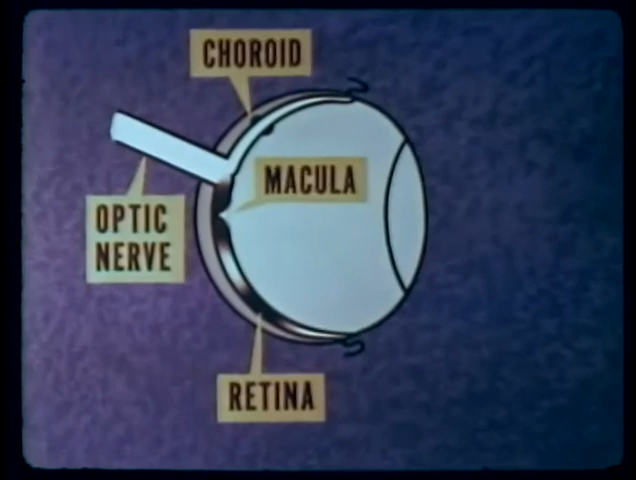 CHOROID
MACULA
OPTIC
NERVE
RETINA